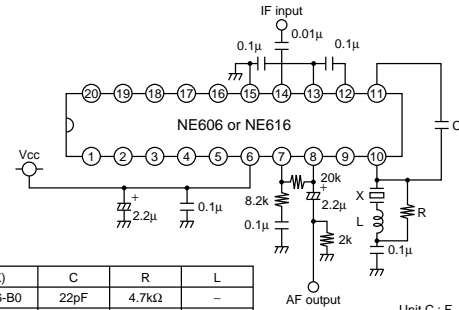 IF input
0.01μ
0.1μ
0.1μ
20 19 18 17 16 15 14 13 12 11
NE606 or NE616
C
Vcc
1 2 3 4 5 6 7 8 9 10
20k
+
2.2μ
0.1μ
8.2k
+
2.2μ
X
L
R
0.1μ
2k
0.1μ
AF output
C R L
-B0 22pF 4.7kΩ –